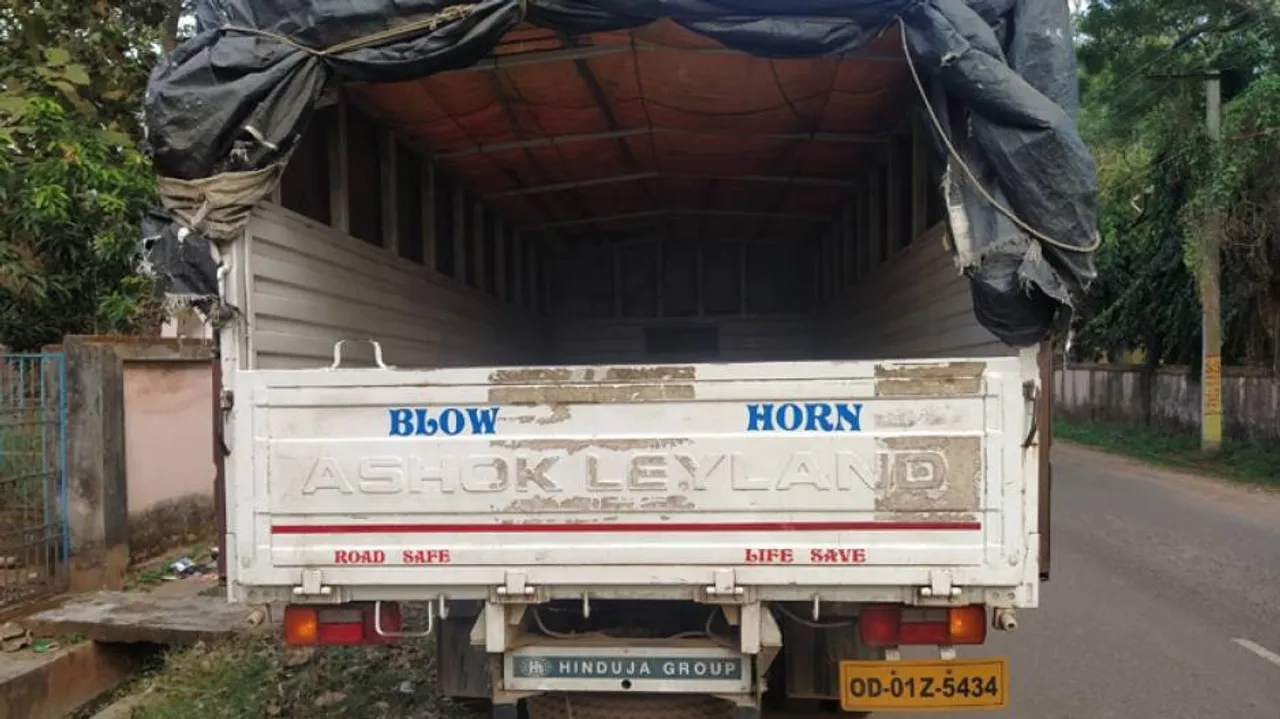 BLOW HORN
ASHOK LEYLAND
ROAD SAFE LIFE SAVE
HINDUJA GROUP
OD-01Z-5434